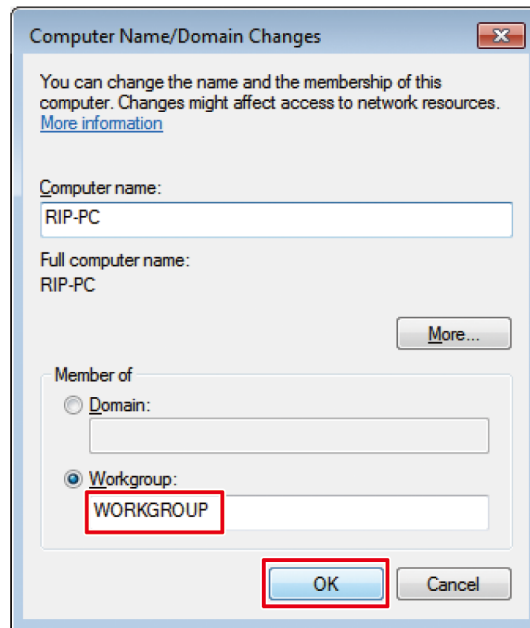 Computer Name/Domain Changes
You can change the name and the membership of this
computer. Changes might affect access to network resources.
More information
Computer name:
RIP-PC
Full computer name:
RIP-PC
More...
Member of
Domain:
Workgroup:
WORKGROUP
OK Cancel